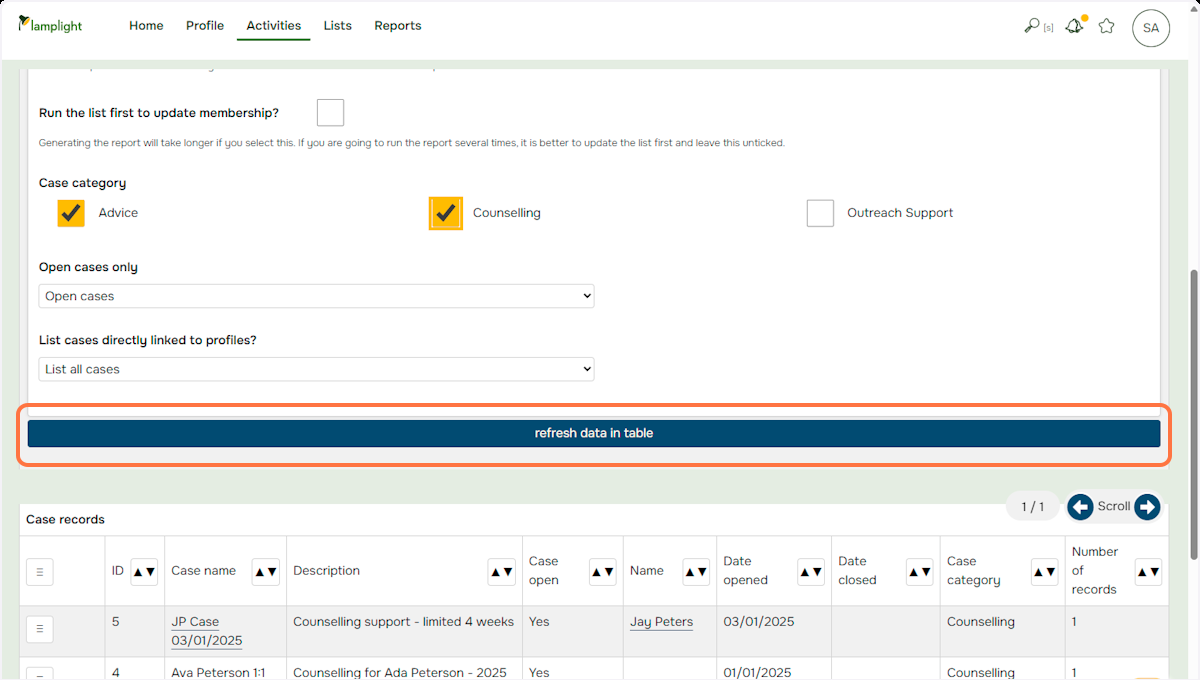 lamplight
Home Profile Activities Lists Reports
[s] SA
Run the list first to update membership?
Generating the report will take longer if you select this. If you are going to run the report several times, it is better to update the list first and leave this unticked.
Case category
Advice Counselling Outreach Support
Open cases only
Open cases
List cases directly linked to profiles?
List all cases
refresh data in table
1 / 1 Scroll
Case records
ID Case name Description Case open Name Date opened Date closed Case category Number of records
5 JP Case Counselling support - limited 4 weeks Yes Jay Peters 03/01/2025 Counselling 1
03/01/2025
4 Ava Peterson 1:1 Counselling for Ada Peterson - 2025 Yes 01/01/2025 Counselling 1